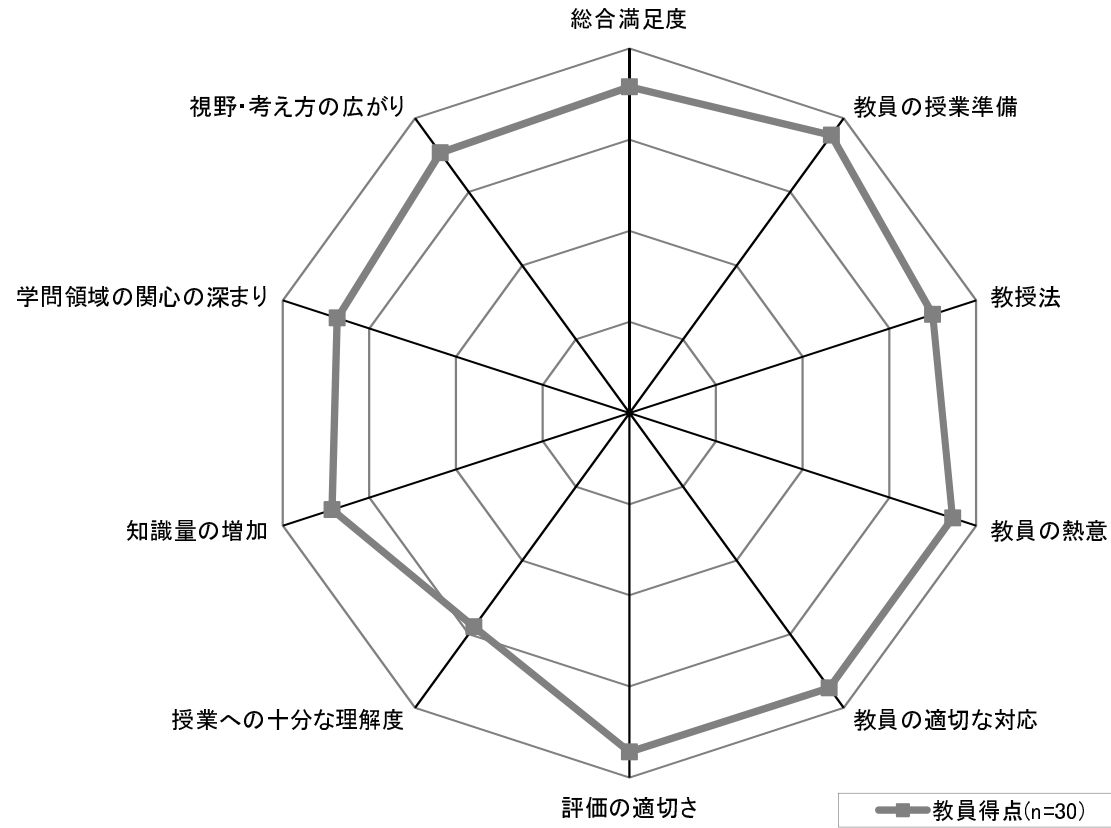 総合満足度
教員の授業準備
教授法
教員の熱意
教員の適切な対応
評価の適切さ
授業への十分な理解度
知識量の増加
学問領域の関心の深まり
視野・考え方の広がり
教員得点(n=30)